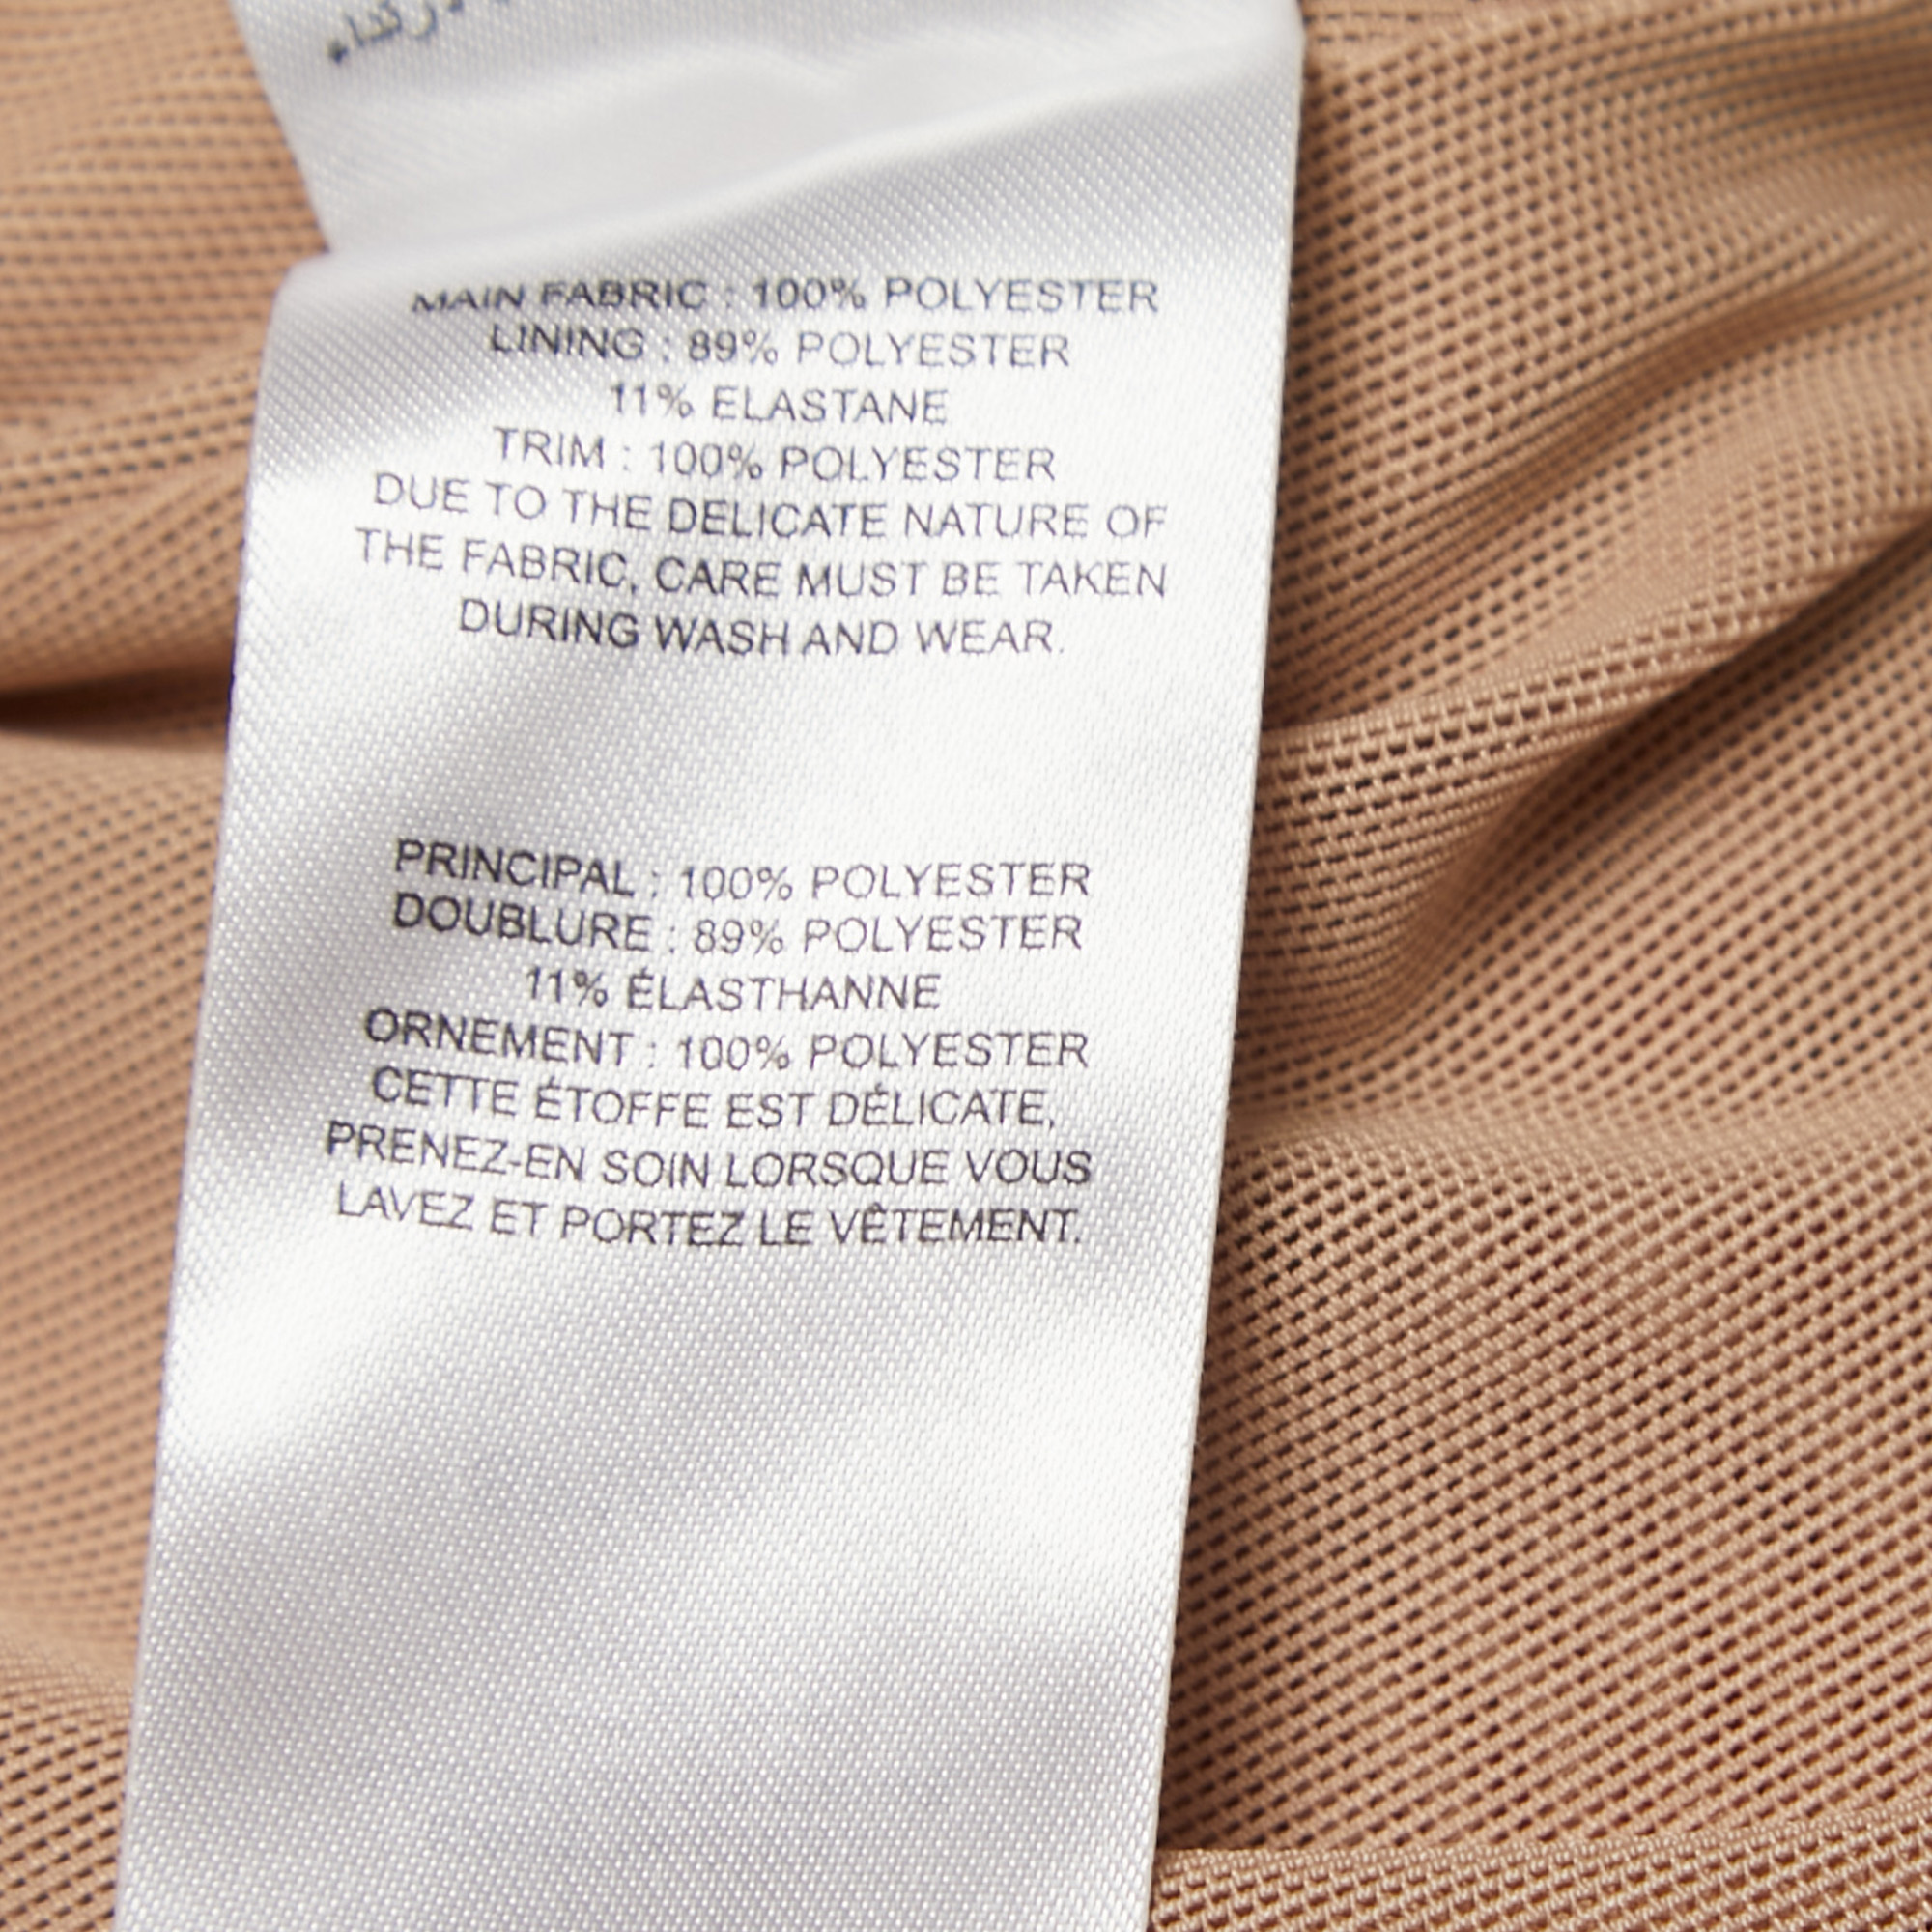 MAIN FABRIC : 100% POLYESTER
LINING : 89% POLYESTER
11% ELASTANE
TRIM : 100% POLYESTER
DUE TO THE DELICATE NATURE OF
THE FABRIC, CARE MUST BE TAKEN
DURING WASH AND WEAR.
PRINCIPAL : 100% POLYESTER
DOUBLURE : 89% POLYESTER
11% ÉLASTHANNE
ORNEMENT : 100% POLYESTER
CETTE ÉTOFFE EST DÉLICATE,
PRENEZ-EN SOIN LORSQUE VOUS
LAVEZ ET PORTEZ LE VÊTEMENT.